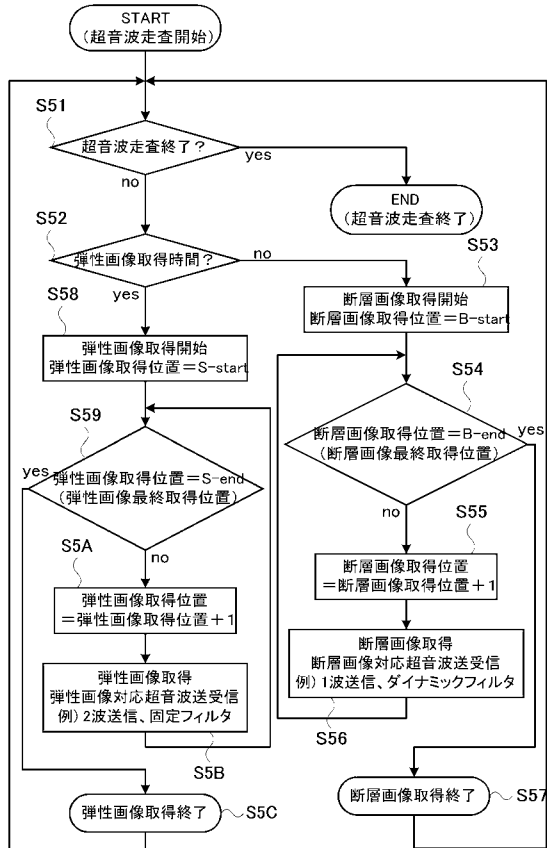 START
(超音波走査開始)
S51
超音波走査終了？
yes
no
END
(超音波走査終了)
S52
弾性画像取得時間？
no
yes
S53
断層画像取得開始
断層画像取得位置＝B-start
S58
弾性画像取得開始
弾性画像取得位置＝S-start
S54
断層画像取得位置＝B-end
(断層画像最終取得位置)
yes
no
S59
yes
弾性画像取得位置＝S-end
(弾性画像最終取得位置)
no
S55
断層画像取得位置
＝断層画像取得位置＋1
S5A
弾性画像取得位置
＝弾性画像取得位置＋1
断層画像取得
断層画像対応超音波送受信
例) 1波送信、ダイナミックフィルタ
S56
弾性画像取得
弾性画像対応超音波送受信
例) 2波送信、固定フィルタ
S5B
弾性画像取得終了
S5C
断層画像取得終了
S57